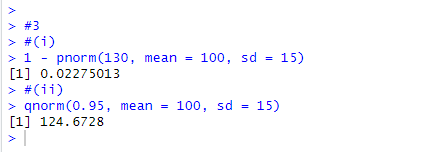 >
> #3
> #(i)
> 1 - pnorm(130, mean = 100, sd = 15)
[1] 0.02275013
> #(ii)
> qnorm(0.95, mean = 100, sd = 15)
[1] 124.6728
>